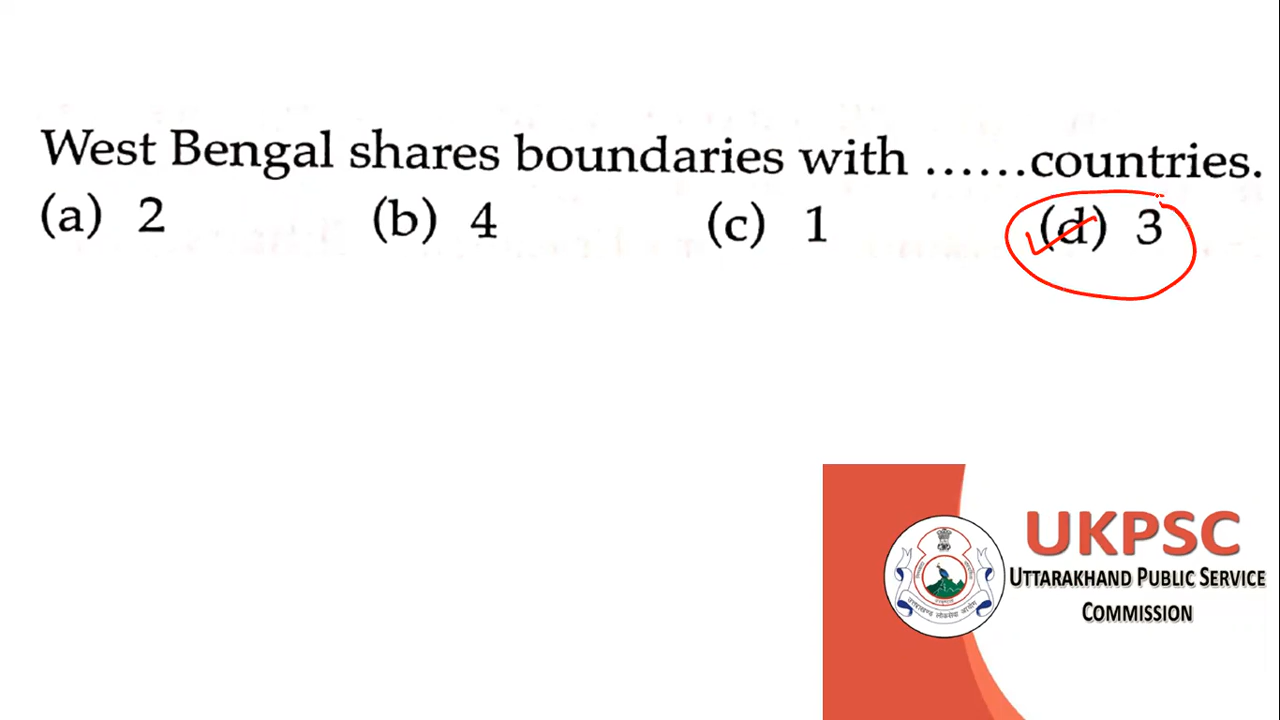 West Bengal shares boundaries with ......countries.
(a) 2 (b) 4 (c) 1 (d) 3
UKPSC
UTTARAKHAND PUBLIC SERVICE
COMMISSION